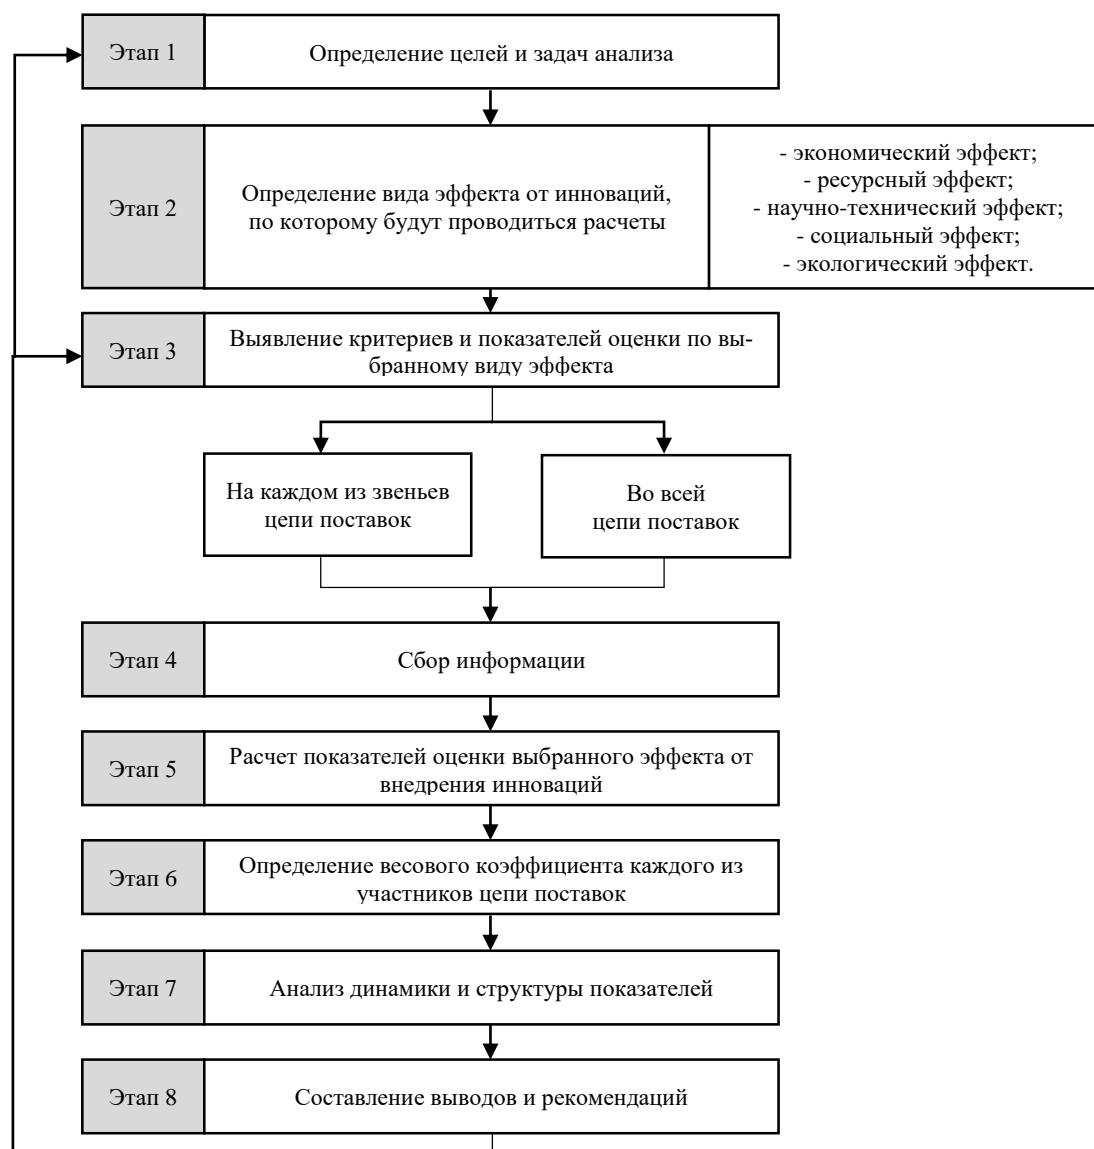 Этап 1
Определение целей и задач анализа
Этап 2
Определение вида эффекта от инноваций,
по которому будут проводиться расчеты
- экономический эффект;
- ресурсный эффект;
- научно-технический эффект;
- социальный эффект;
- экологический эффект.
Этап 3
Выявление критериев и показателей оценки по вы-
бранному виду эффекта
На каждом из звеньев
цепи поставок
Во всей
цепи поставок
Этап 4
Сбор информации
Этап 5
Расчет показателей оценки выбранного эффекта от
внедрения инноваций
Этап 6
Определение весового коэффициента каждого из
участников цепи поставок
Этап 7
Анализ динамики и структуры показателей
Этап 8
Составление выводов и рекомендаций